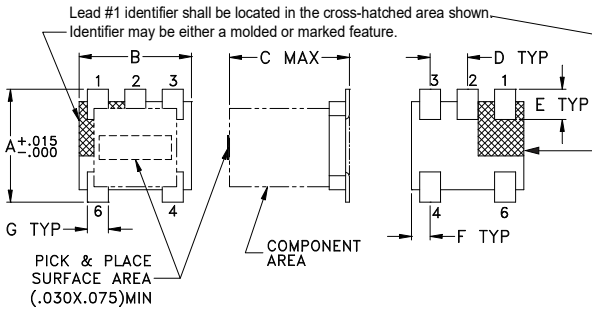 Lead #1 identifier shall be located in the cross-hatched area shown.
Identifier may be either a molded or marked feature.
B
C MAX
D TYP
1 2 3
3 2 1
E TYP
A +.015
-.000
6 4
4 6
G TYP
F TYP
PICK & PLACE
SURFACE AREA
(.030X.075)MIN
COMPONENT
AREA